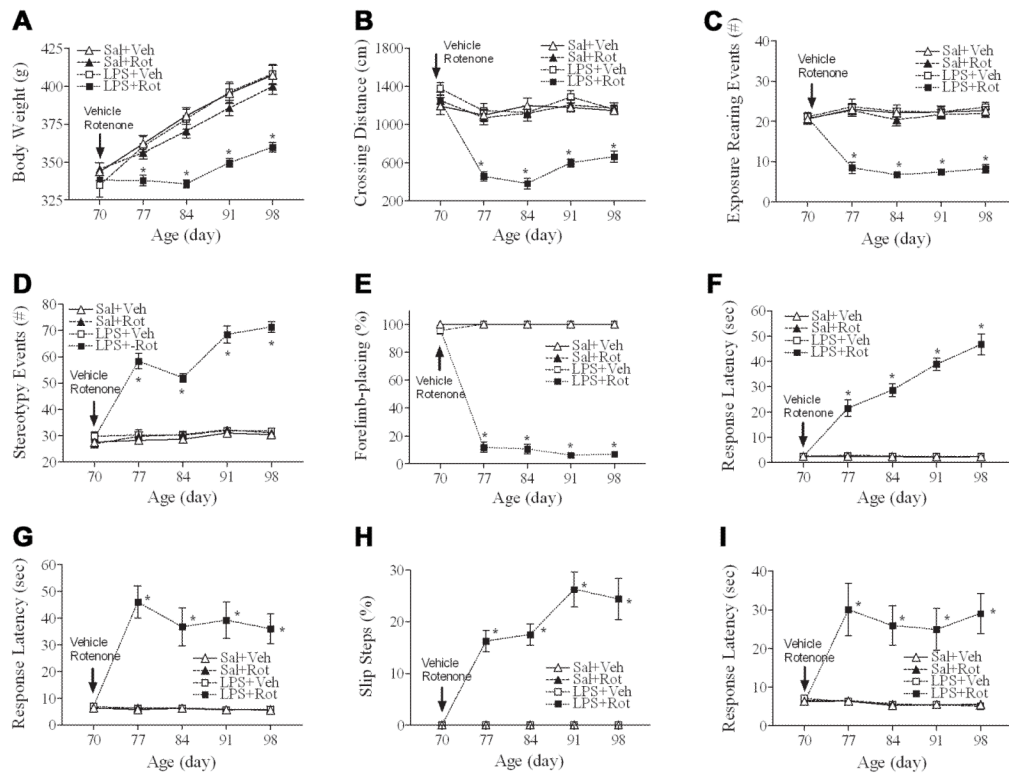 A
Body Weight (g)
425
400
375
350
325
Sal+Veh
Sal+Rot
LPS+Veh
LPS+Rot
Vehicle
Rotenone
*
*
*
*
70 77 84 91 98
Age (day)
B
Crossing Distance (cm)
1800
1400
1000
600
200
Vehicle
Rotenone
Sal+Veh
Sal+Rot
LPS+Veh
LPS+Rot
*
*
*
*
70 77 84 91 98
Age (day)
C
Exposure Rearing Events (#)
40
30
20
10
0
Vehicle
Rotenone
Sal+Veh
Sal+Rot
LPS+Veh
LPS+Rot
*
*
*
*
70 77 84 91 98
Age (day)
D
Stereotypy Events (#)
80
70
60
50
40
30
20
Sal+Veh
Sal+Rot
LPS+Veh
LPS+-Rot
Vehicle
Rotenone
*
*
*
*
70 77 84 91 98
Age (day)
E
Forelimb-placing (%)
100
80
60
40
20
0
Sal+Veh
Sal+Rot
LPS+Veh
LPS+Rot
Vehicle
Rotenone
*
*
*
*
70 77 84 91 98
Age (day)
F
Response Latency (sec)
60
50
40
30
20
10
0
Sal+Veh
Sal+Rot
LPS+Veh
LPS+Rot
Vehicle
Rotenone
*
*
*
*
70 77 84 91 98
Age (day)
G
Response Latency (sec)
60
50
40
30
20
10
0
Vehicle
Rotenone
*
*
*
*
Sal+Veh
Sal+Rot
LPS+Veh
LPS+Rot
70 77 84 91 98
Age (day)
H
Slip Steps (%)
30
20
10
0
*
*
*
*
Vehicle
Rotenone
Sal+Veh
Sal+Rot
LPS+Veh
LPS+Rot
70 77 84 91 98
Age (day)
I
Response Latency (sec)
40
30
20
10
0
Vehicle
Rotenone
*
*
*
*
Sal+Veh
Sal+Rot
LPS+Veh
LPS+Rot
70 77 84 91 98
Age (day)